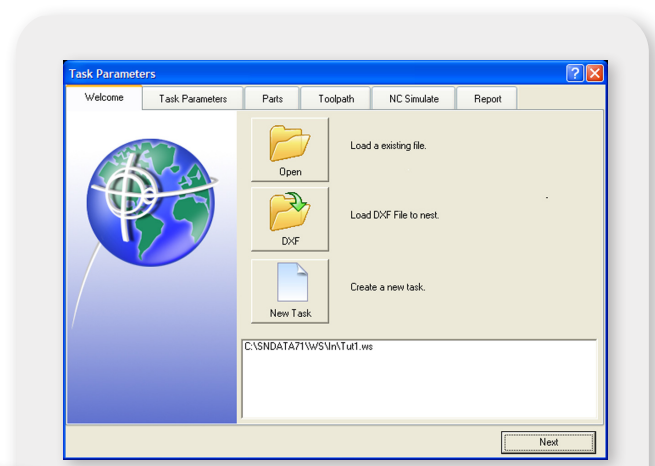 Task Parameters
Welcome Task Parameters Parts Toolpath NC Simulate Report
Open
Load a existing file.
DXF
Load DXF File to nest.
New Task
Create a new task.
C:\SNDATA71\WS\In\Tut1.ws
Next